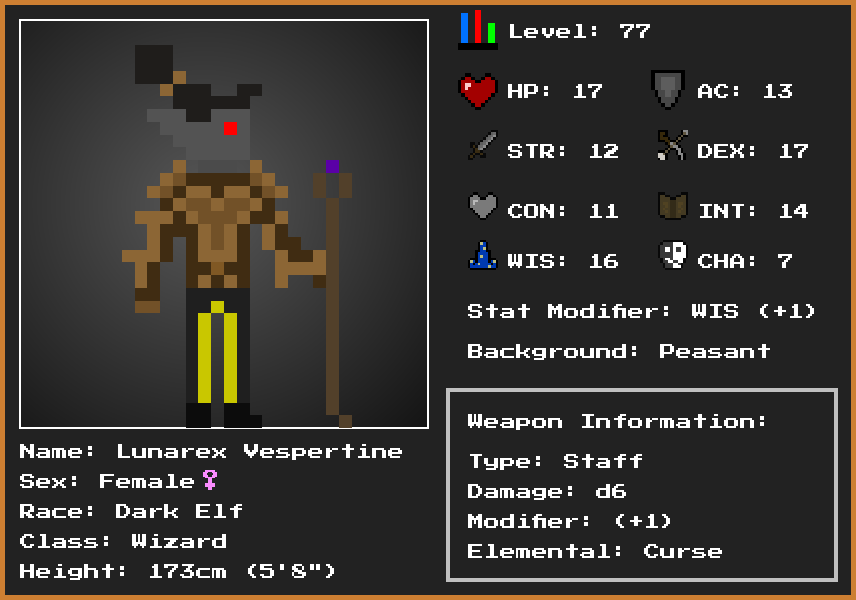 Level: 77
HP: 17
AC: 13
STR: 12
DEX: 17
CON: 11
INT: 14
WIS: 16
CHA: 7
Stat Modifier: WIS (+1)
Background: Peasant
Weapon Information:
Type: Staff
Damage: d6
Modifier: (+1)
Elemental: Curse
Name: Lunarex Vespertine
Sex: Female♀
Race: Dark Elf
Class: Wizard
Height: 173cm (5'8")